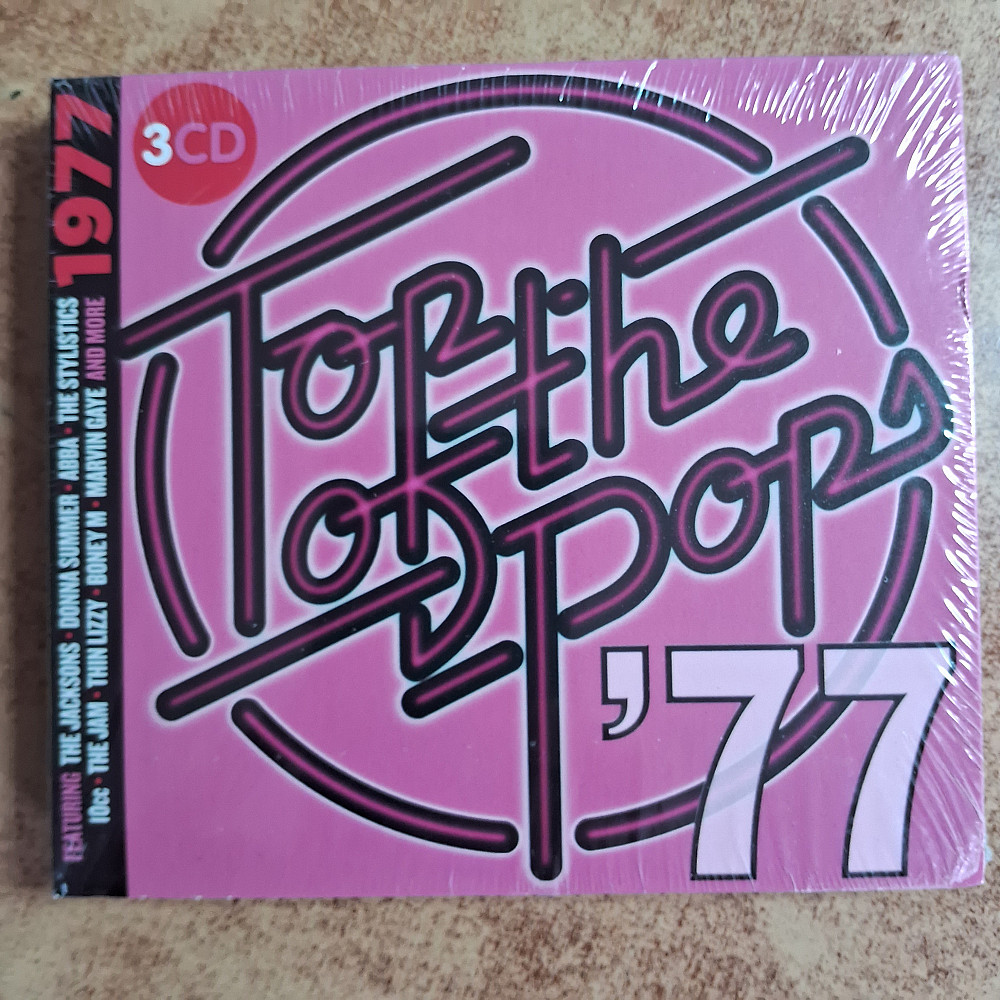 1977
FEATURING THE JACKSONS • DONNA SUMMER • ABBA • THE STYLISTICS
10cc • THE JAM • THIN LIZZY • BONEY M • MARVIN GAYE AND MORE
3CD
Top
of the
Pops
'77